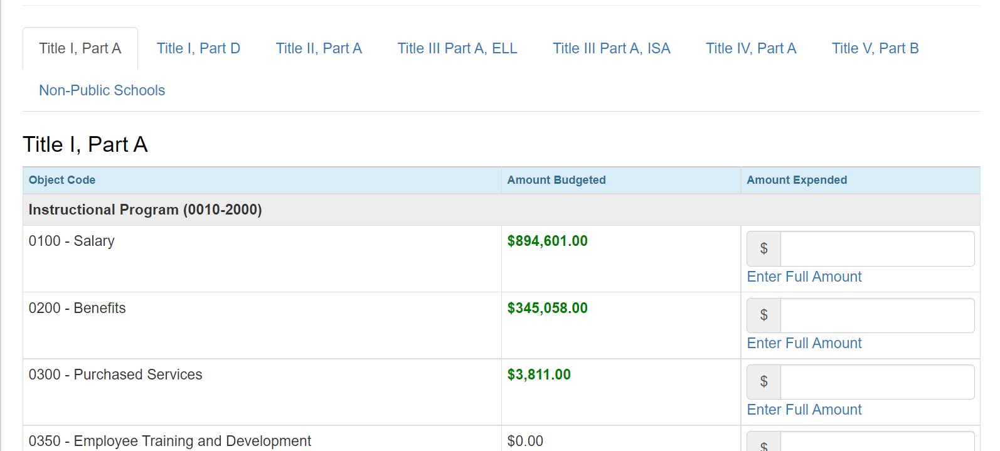 Title I, Part A Title I, Part D Title II, Part A Title III Part A, ELL Title III Part A, ISA Title IV, Part A Title V, Part B
Non-Public Schools
Title I, Part A
Object Code Amount Budgeted Amount Expended
Instructional Program (0010-2000)
0100 - Salary $894,601.00 $
Enter Full Amount
0200 - Benefits $345,058.00 $
Enter Full Amount
0300 - Purchased Services $3,811.00 $
Enter Full Amount
0350 - Employee Training and Development $0.00 $